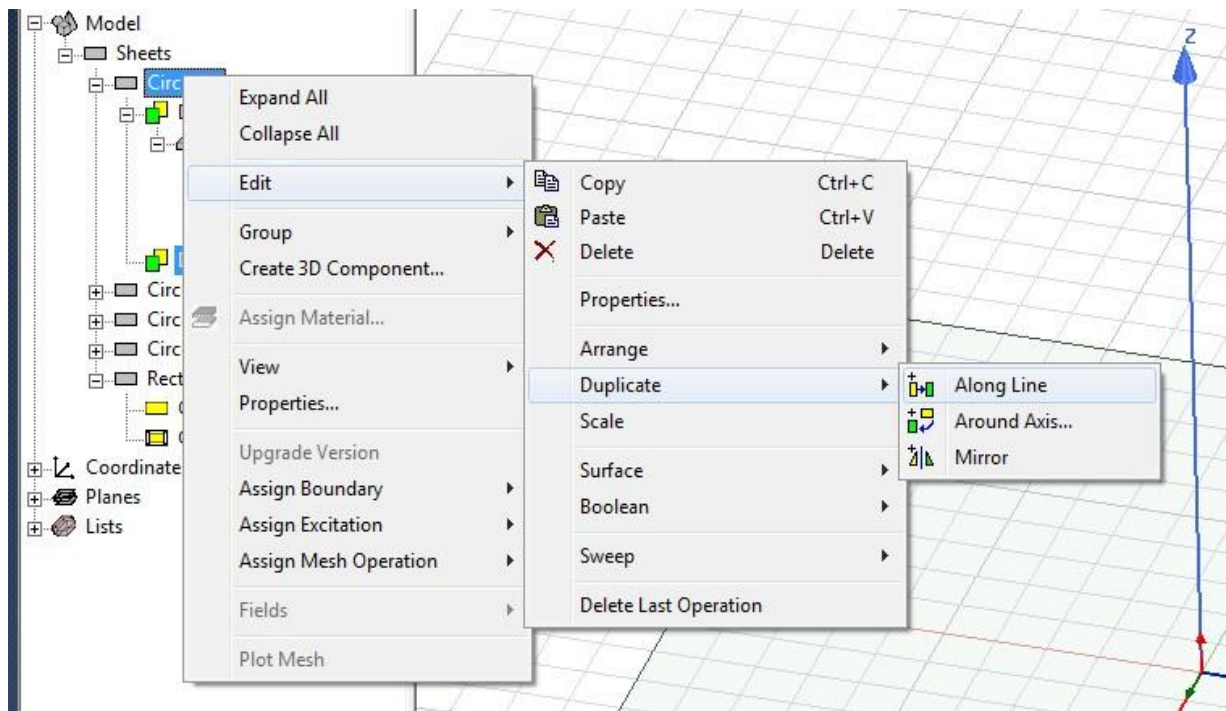 Model
Sheets
Circ
Circ
Circ
Circ
Rect
Coordinate
Planes
Lists
Expand All
Collapse All
Edit
Group
Create 3D Component...
Assign Material...
View
Properties...
Upgrade Version
Assign Boundary
Assign Excitation
Assign Mesh Operation
Fields
Plot Mesh
Copy Ctrl+C
Paste Ctrl+V
Delete Delete
Properties...
Arrange
Duplicate
Scale
Surface
Boolean
Sweep
Delete Last Operation
Along Line
Around Axis...
Mirror
Z